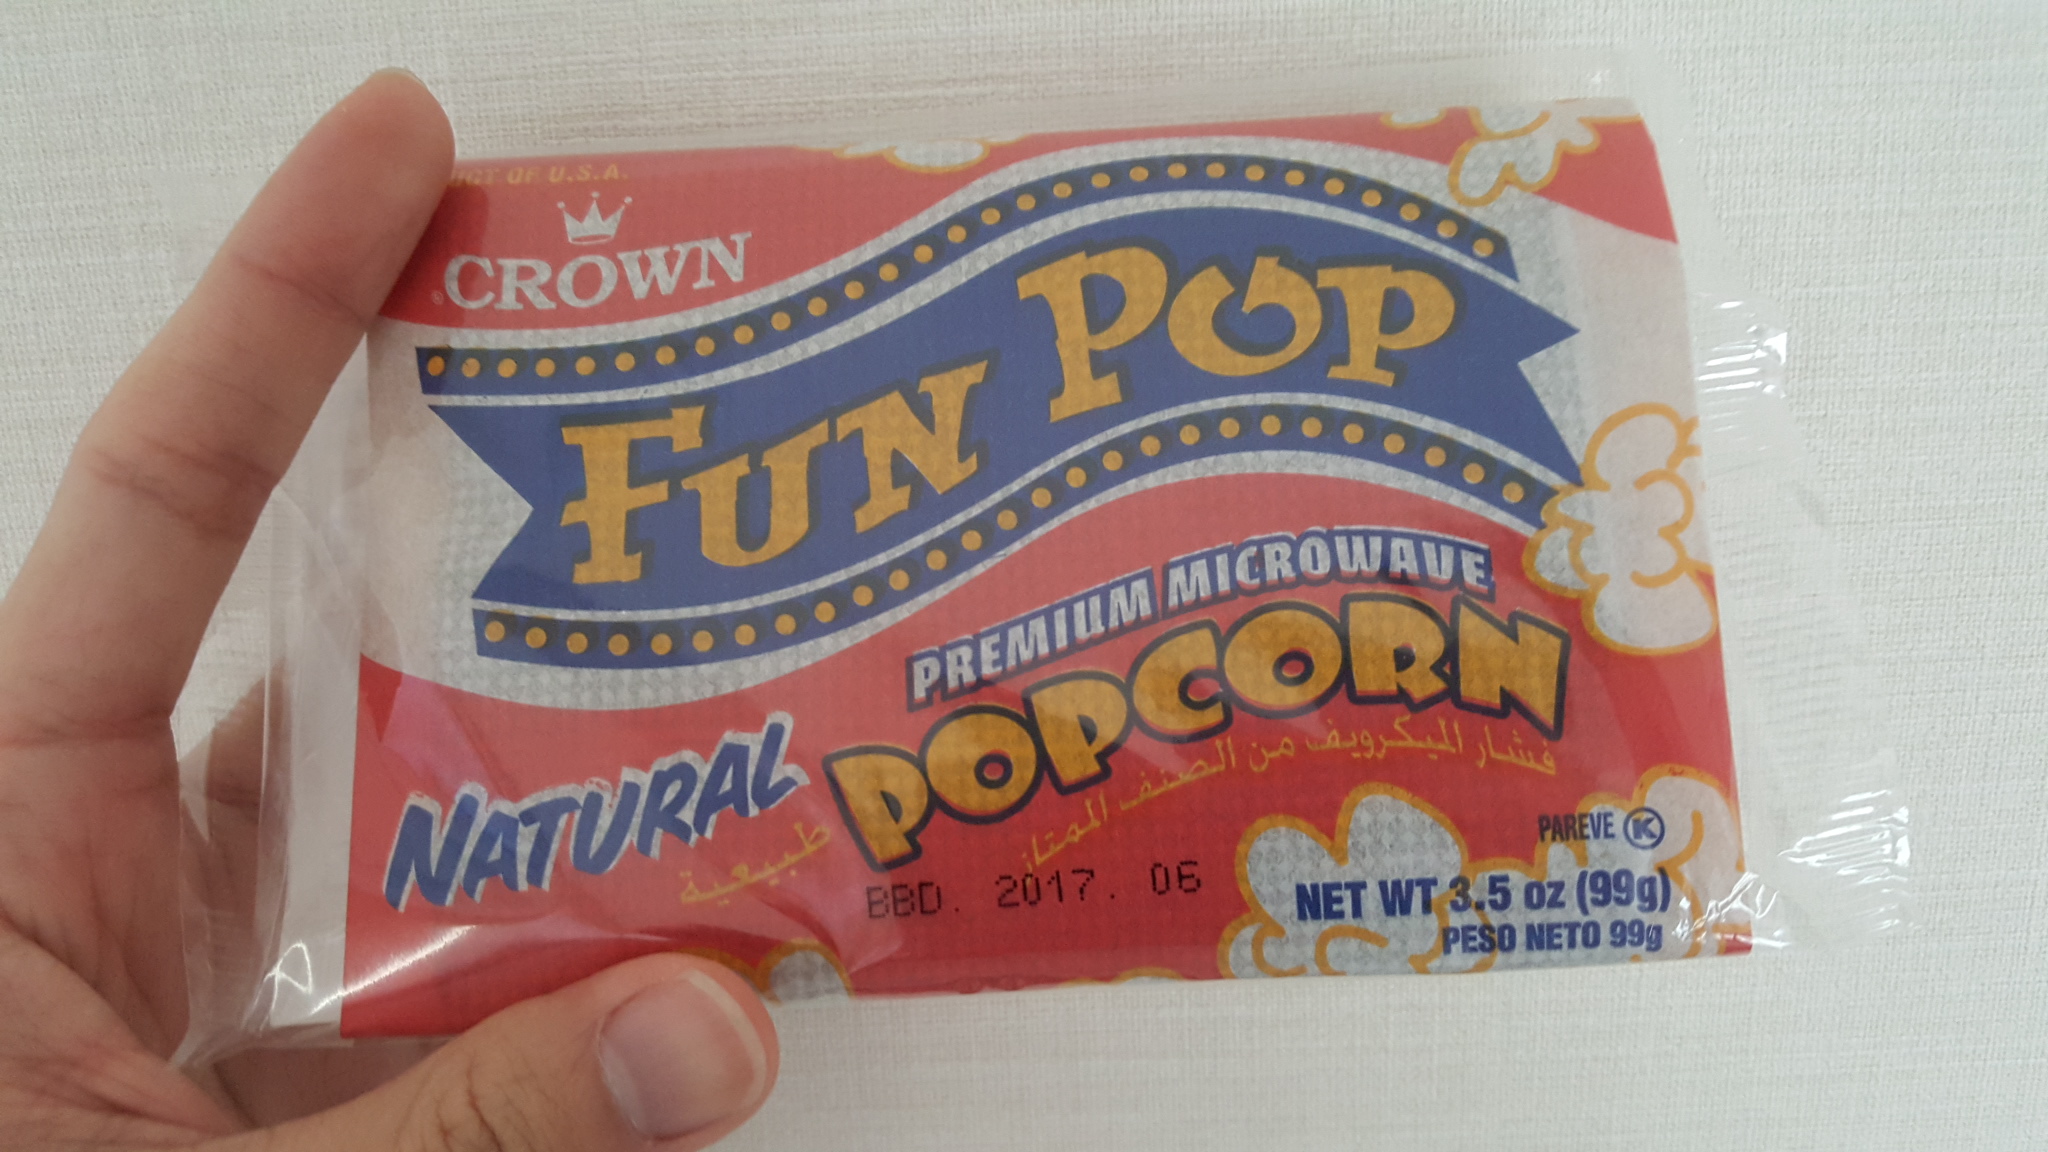 OF U.S.A.
CROWN
FUN POP
PREMIUM MICROWAVE
POPCORN
فشار الميكرويف من الصنف الممتاز
NATURAL
طبيعية
BBD. 2017. 06
PAREVE K
NET WT 3.5 oz (99g)
PESO NETO 99g